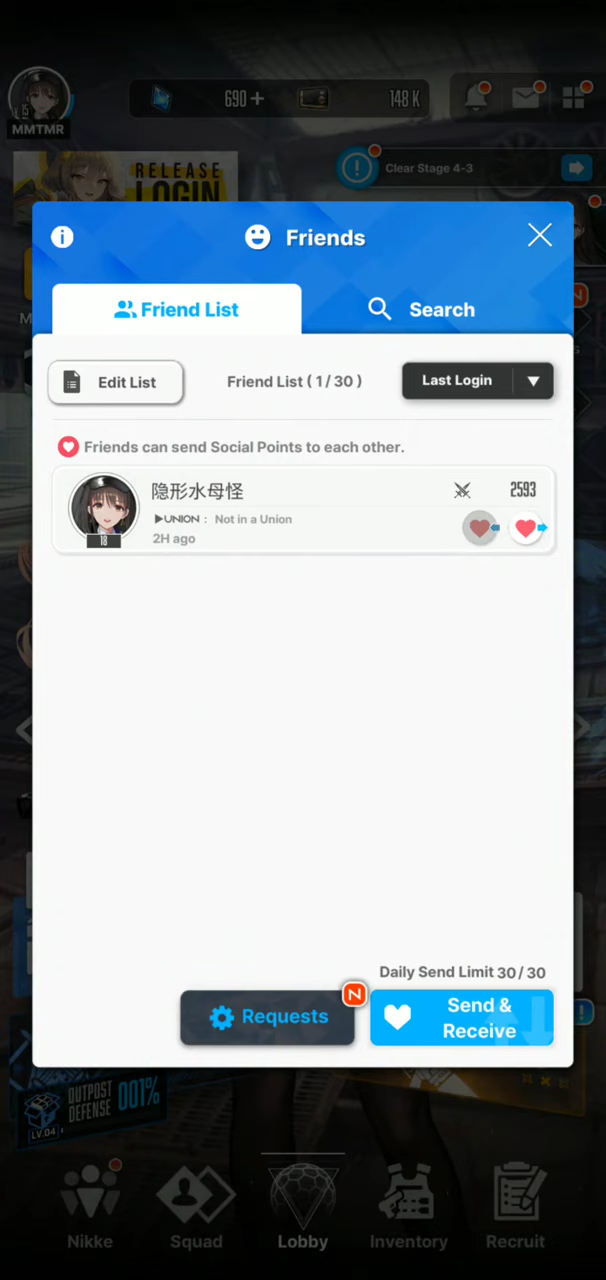 690+
148 K
MMTMR
RELEASE
LOGIN
Clear Stage 4-3
Friends
Friend List
Search
Edit List
Friend List ( 1 / 30 )
Last Login
Friends can send Social Points to each other.
隐形水母怪
2593
UNION : Not in a Union
18
2H ago
Daily Send Limit 30 / 30
N
Requests
Send &
Receive
OUTPOST
DEFENSE 001%
LV.04
Nikke
Squad
Lobby
Inventory
Recruit